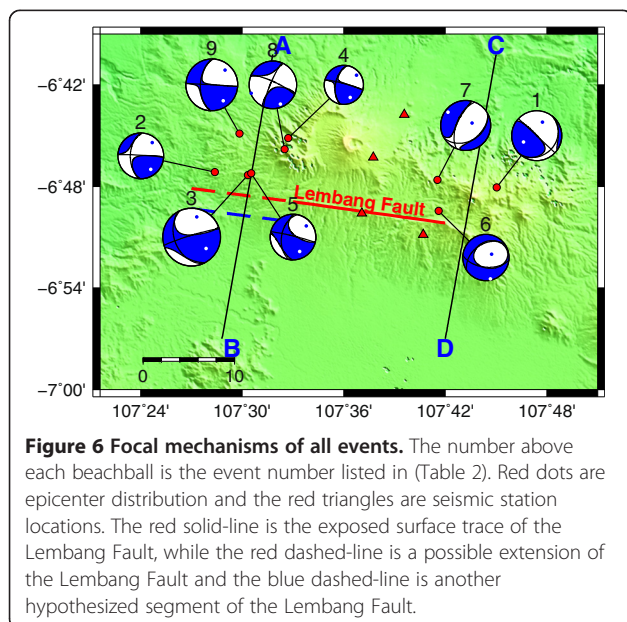 9
A
8
4
C
7
1
2
−6°42'
−6°48'
Lembang Fault
3
5
6
−6°54'
B
D
0
10
−7°00'
107°24' 107°30' 107°36' 107°42' 107°48'
Figure 6 Focal mechanisms of all events. The number above
each beachball is the event number listed in (Table 2). Red dots are
epicenter distribution and the red triangles are seismic station
locations. The red solid-line is the exposed surface trace of the
Lembang Fault, while the red dashed-line is a possible extension of
the Lembang Fault and the blue dashed-line is another
hypothesized segment of the Lembang Fault.